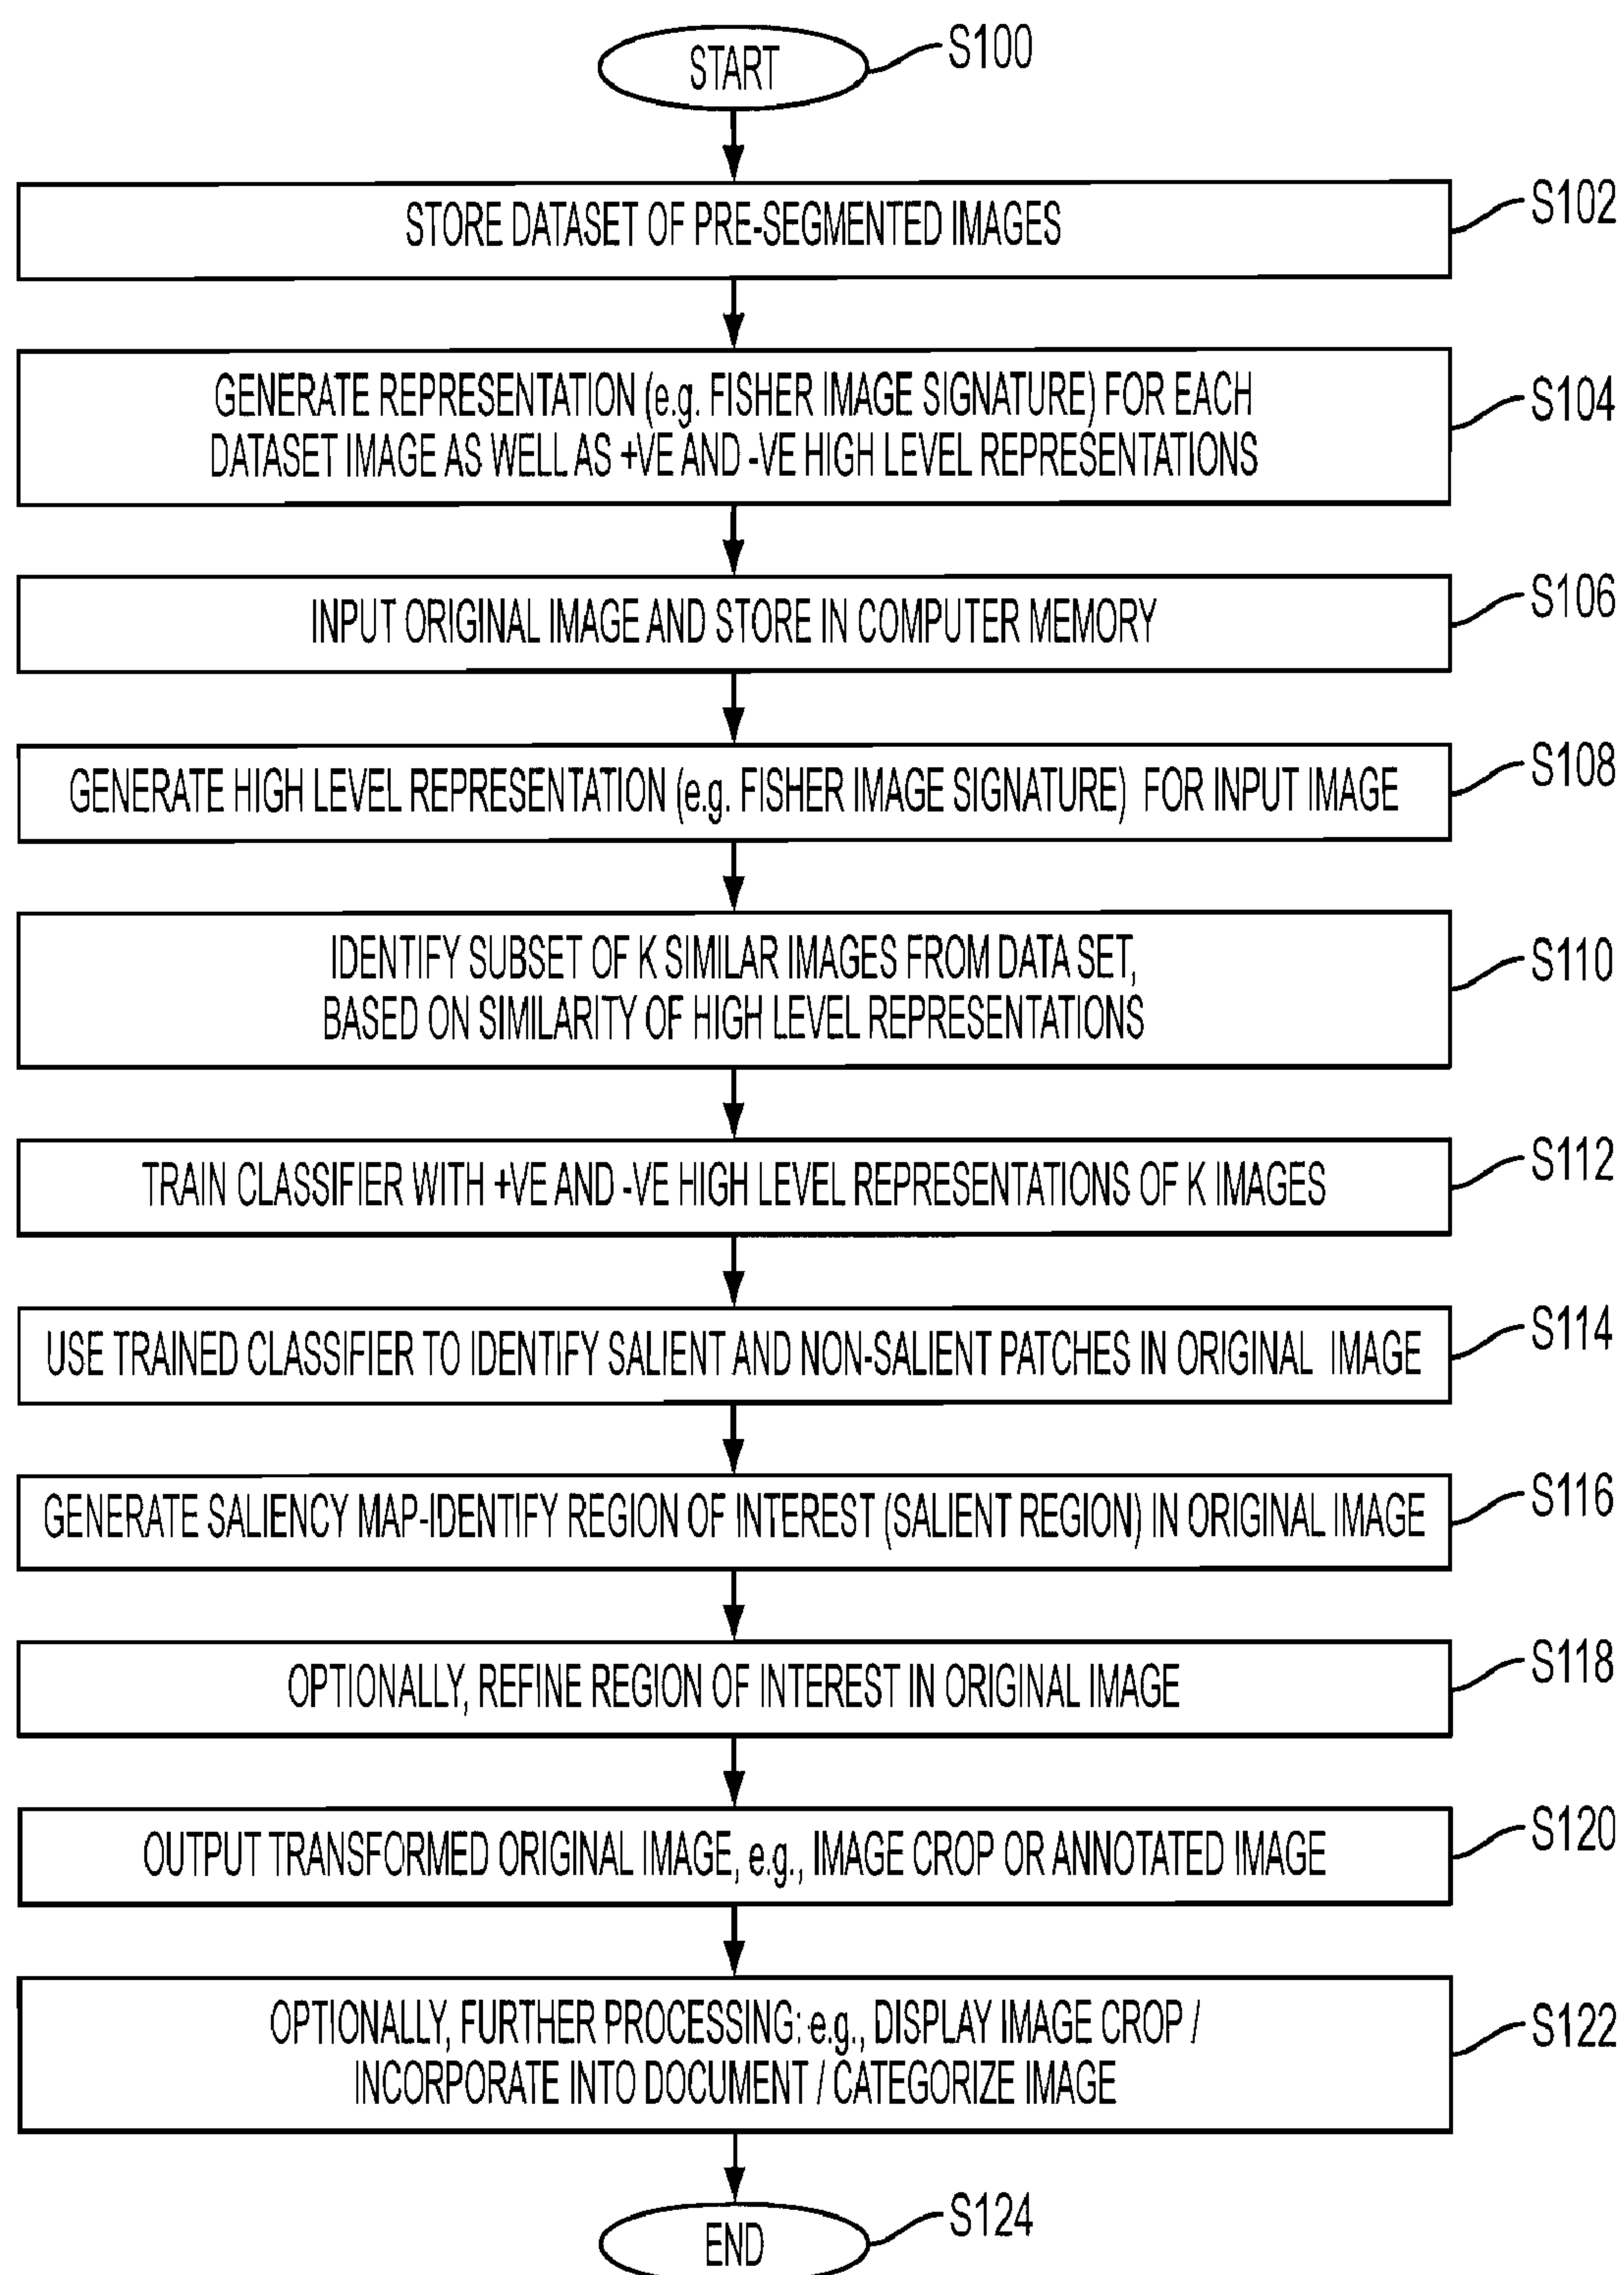 START
S100
STORE DATASET OF PRE-SEGMENTED IMAGES
S102
GENERATE REPRESENTATION (e.g. FISHER IMAGE SIGNATURE) FOR EACH
DATASET IMAGE AS WELL AS +VE AND -VE HIGH LEVEL REPRESENTATIONS
S104
INPUT ORIGINAL IMAGE AND STORE IN COMPUTER MEMORY
S106
GENERATE HIGH LEVEL REPRESENTATION (e.g. FISHER IMAGE SIGNATURE) FOR INPUT IMAGE
S108
IDENTIFY SUBSET OF K SIMILAR IMAGES FROM DATA SET,
BASED ON SIMILARITY OF HIGH LEVEL REPRESENTATIONS
S110
TRAIN CLASSIFIER WITH +VE AND -VE HIGH LEVEL REPRESENTATIONS OF K IMAGES
S112
USE TRAINED CLASSIFIER TO IDENTIFY SALIENT AND NON-SALIENT PATCHES IN ORIGINAL IMAGE
S114
GENERATE SALIENCY MAP-IDENTIFY REGION OF INTEREST (SALIENT REGION) IN ORIGINAL IMAGE
S116
OPTIONALLY, REFINE REGION OF INTEREST IN ORIGINAL IMAGE
S118
OUTPUT TRANSFORMED ORIGINAL IMAGE, e.g., IMAGE CROP OR ANNOTATED IMAGE
S120
OPTIONALLY, FURTHER PROCESSING: e.g., DISPLAY IMAGE CROP /
INCORPORATE INTO DOCUMENT / CATEGORIZE IMAGE
S122
END
S124